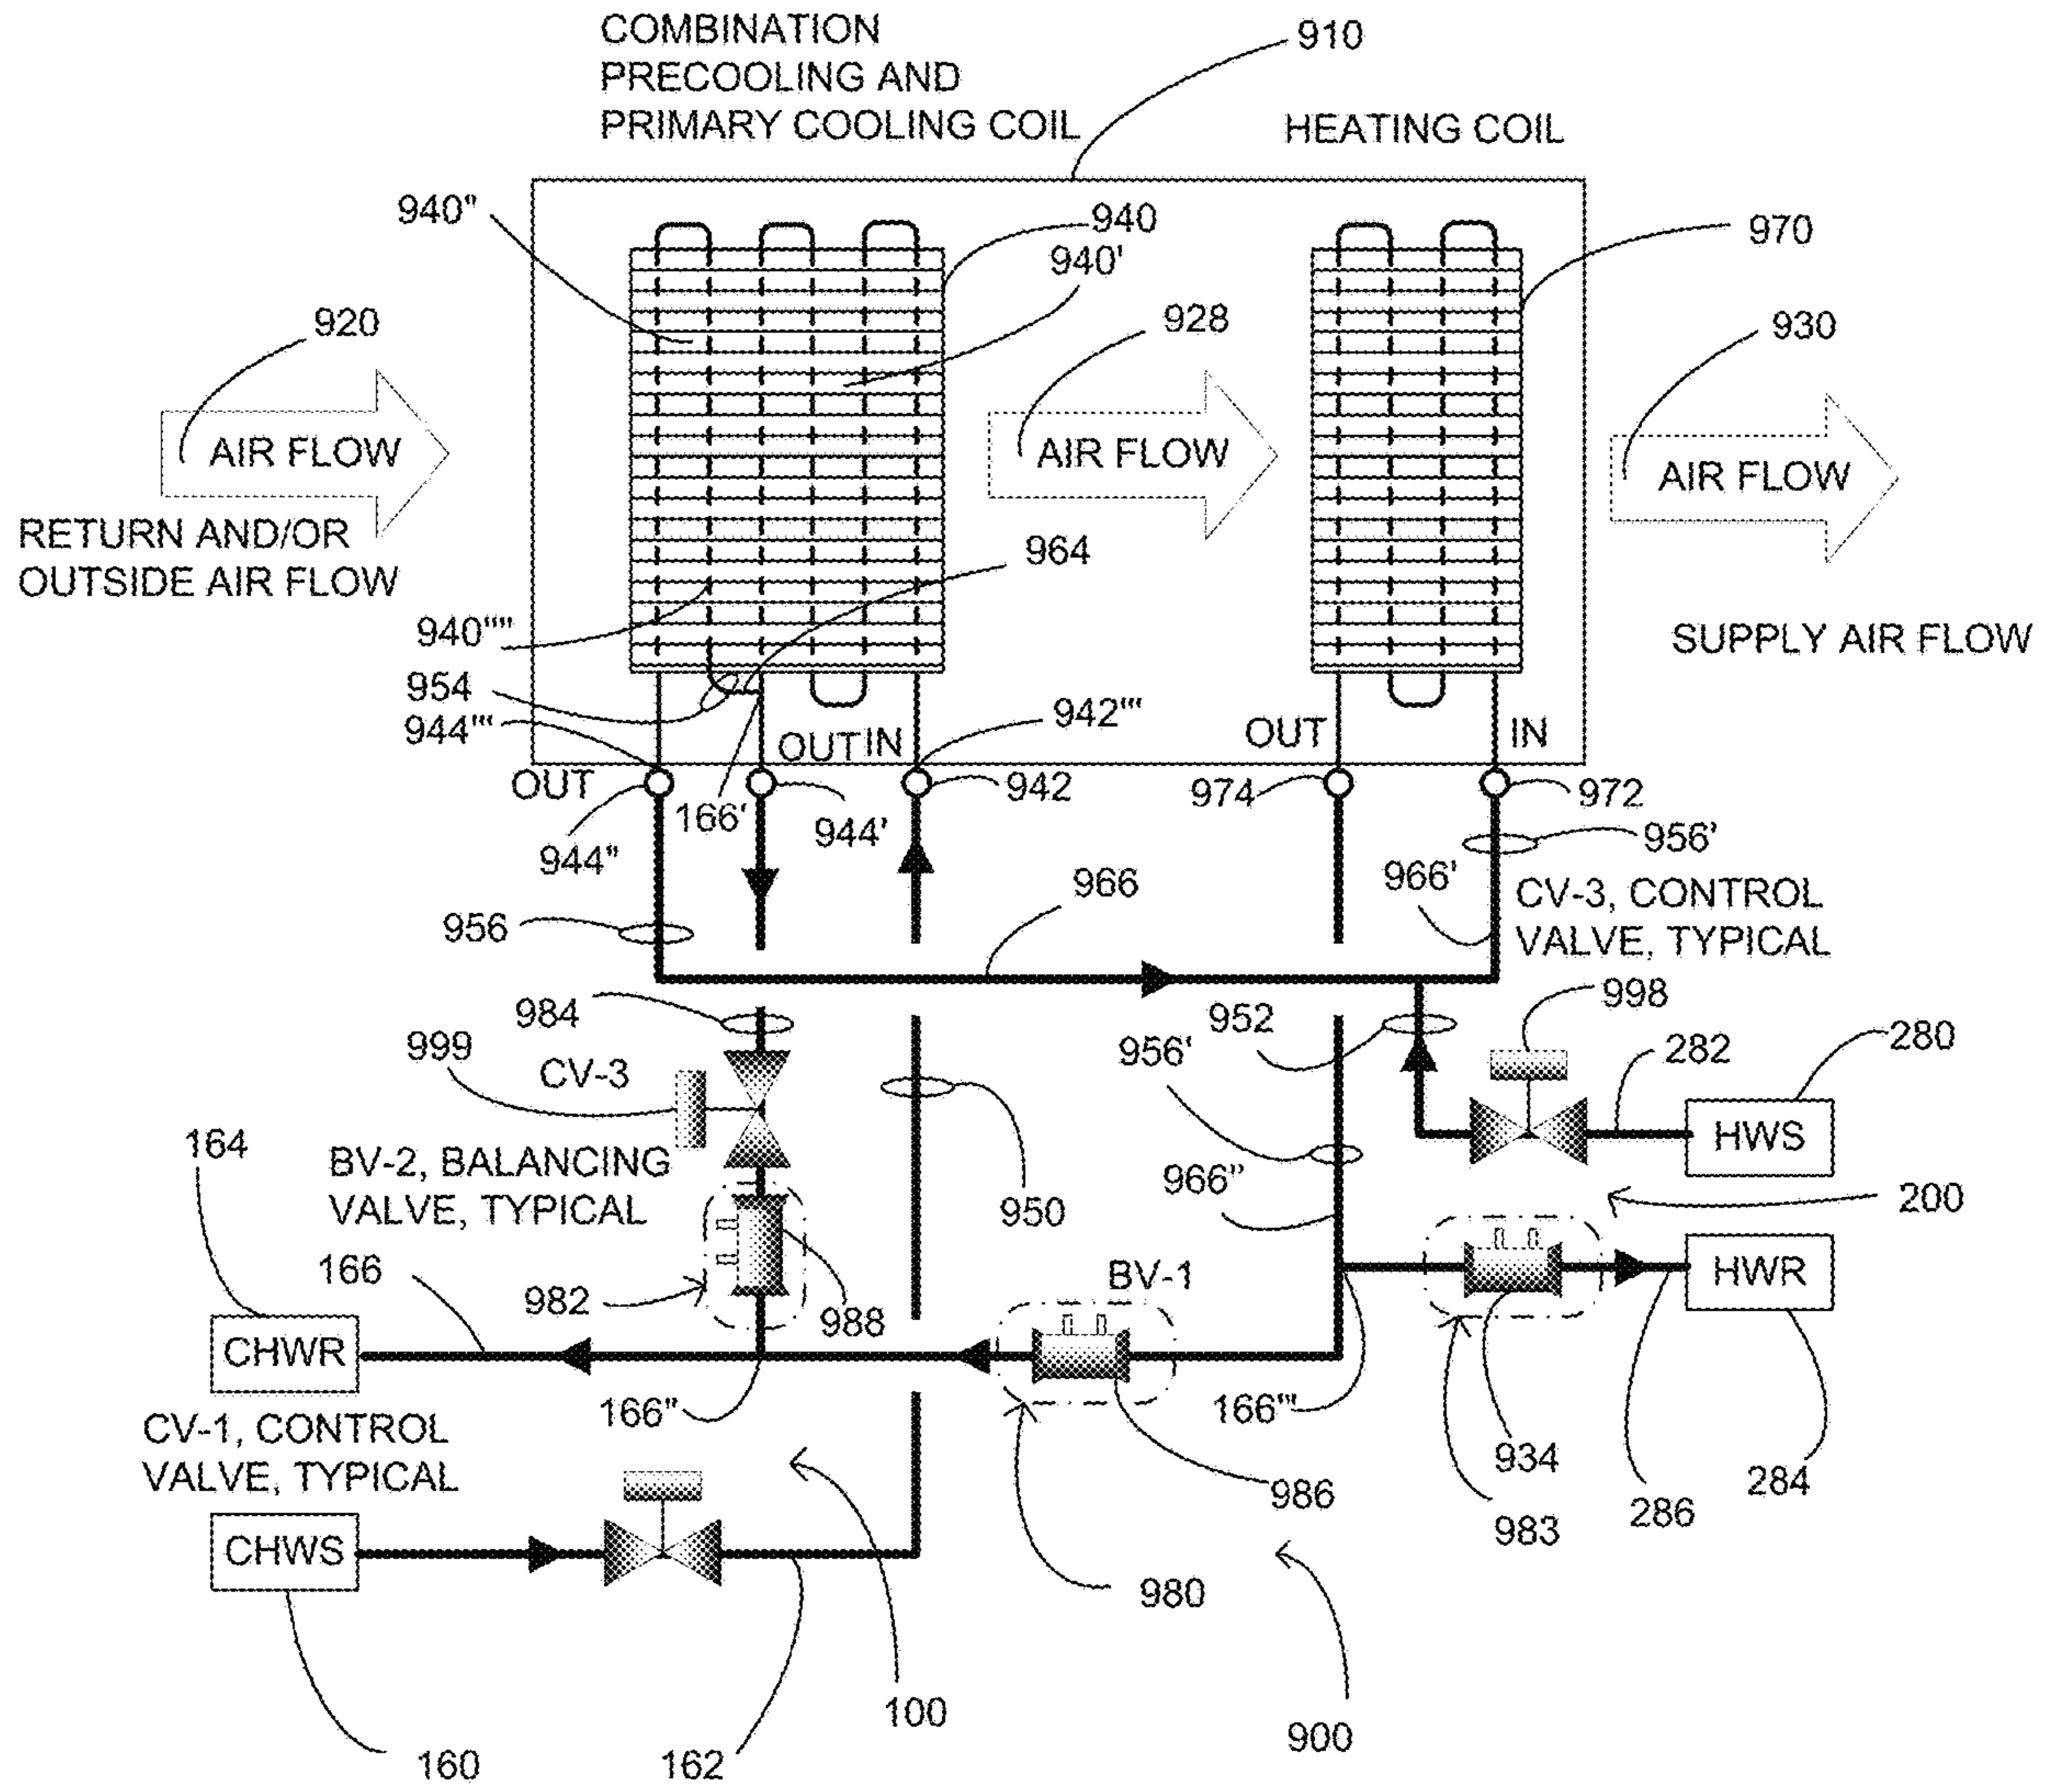 COMBINATION
PRECOOLING AND
PRIMARY COOLING COIL
910
HEATING COIL
940"
940
940'
970
920
928
930
AIR FLOW
AIR FLOW
AIR FLOW
RETURN AND/OR
OUTSIDE AIR FLOW
964
940""
SUPPLY AIR FLOW
954
944'"
942'"
OUT
IN
OUT
IN
OUT
942
974
972
166'
944'
944"
956'
956
966
966'
CV-3, CONTROL
VALVE, TYPICAL
984
952
998
999
CV-3
956'
282
280
164
BV-2, BALANCING
VALVE, TYPICAL
HWS
966"
950
200
166
982
988
BV-1
HWR
CHWR
166"
166'"
CV-1, CONTROL
VALVE, TYPICAL
934
986
284
286
983
CHWS
980
100
900
160
162